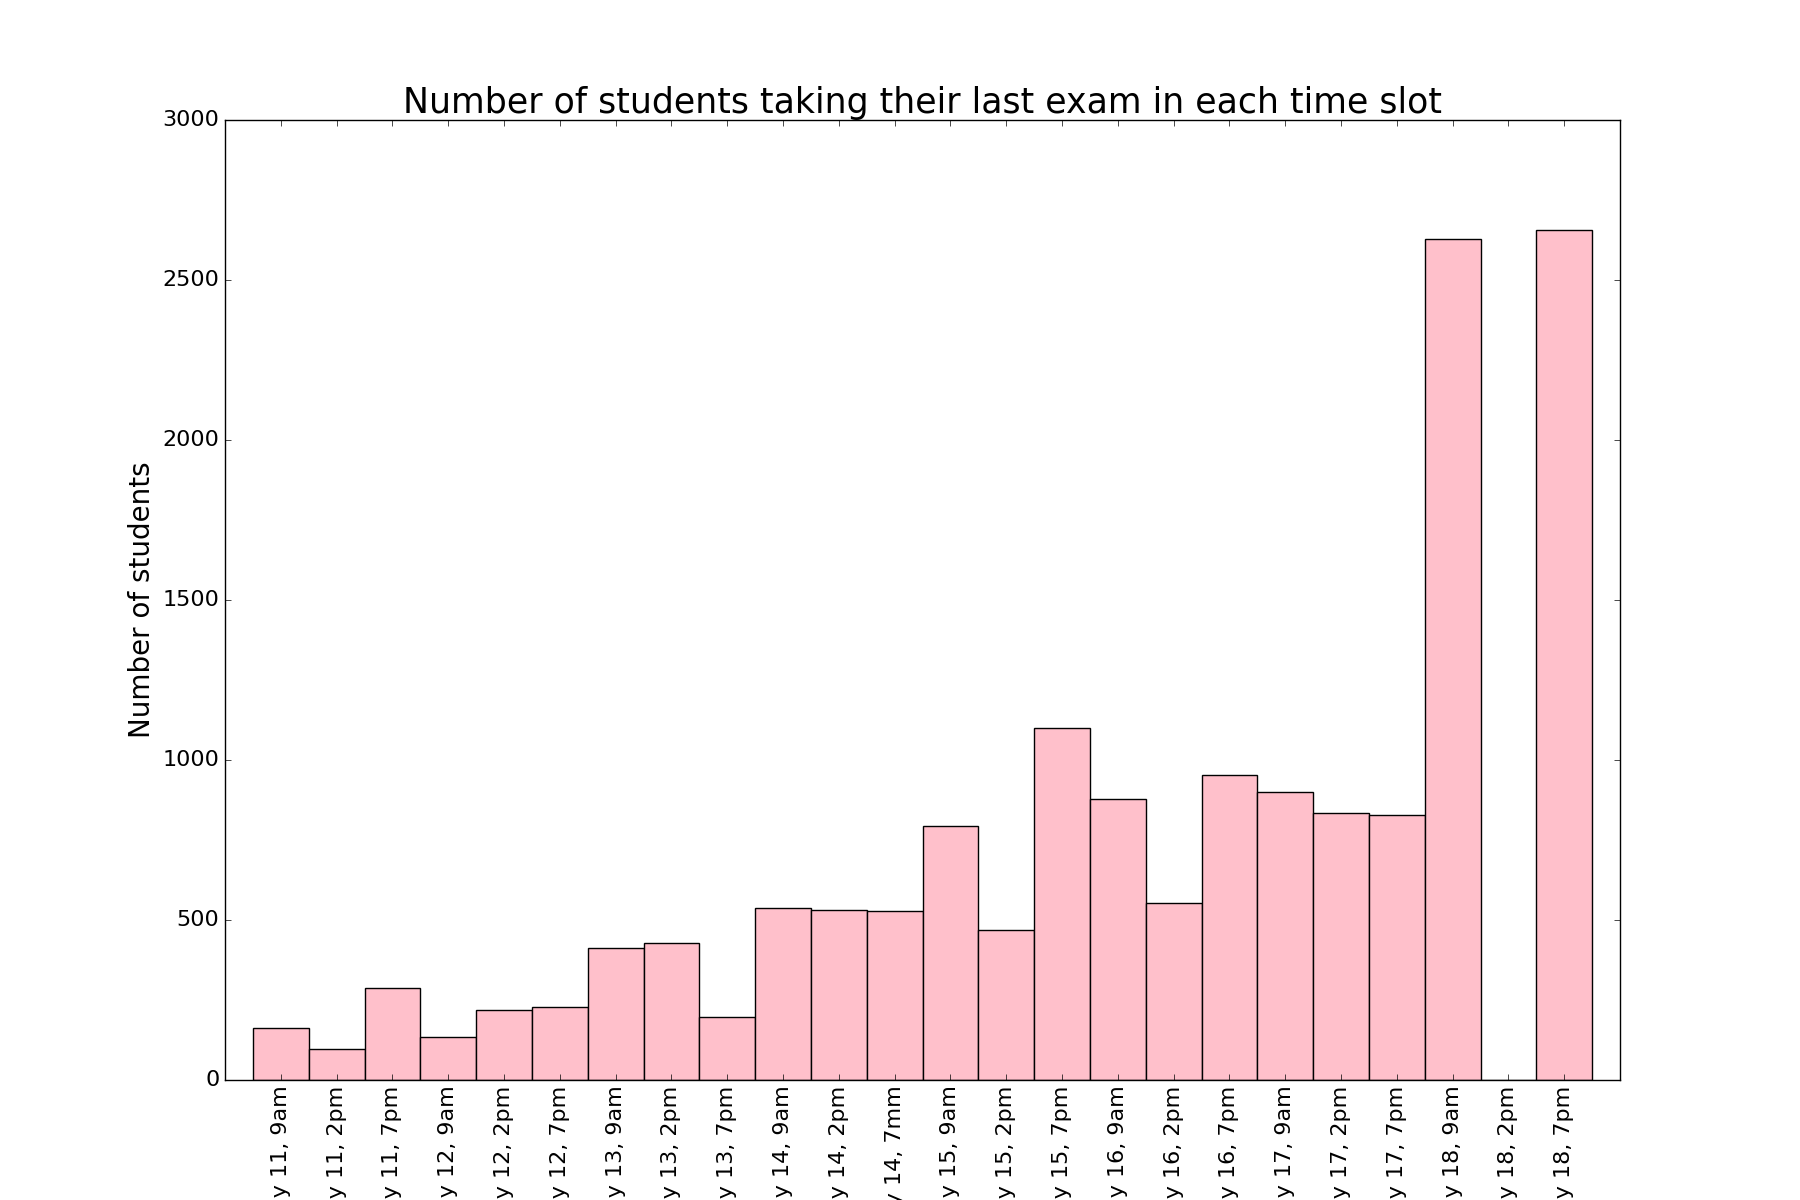 Number of students taking their last exam in each time slot
3000
2500
2000
1500
1000
500
0
Number of students
y 11, 9am
y 11, 2pm
y 11, 7pm
y 12, 9am
y 12, 2pm
y 12, 7pm
y 13, 9am
y 13, 2pm
y 13, 7pm
y 14, 9am
y 14, 2pm
y 14, 7mm
y 15, 9am
y 15, 2pm
y 15, 7pm
y 16, 9am
y 16, 2pm
y 16, 7pm
y 17, 9am
y 17, 2pm
y 17, 7pm
y 18, 9am
y 18, 2pm
y 18, 7pm